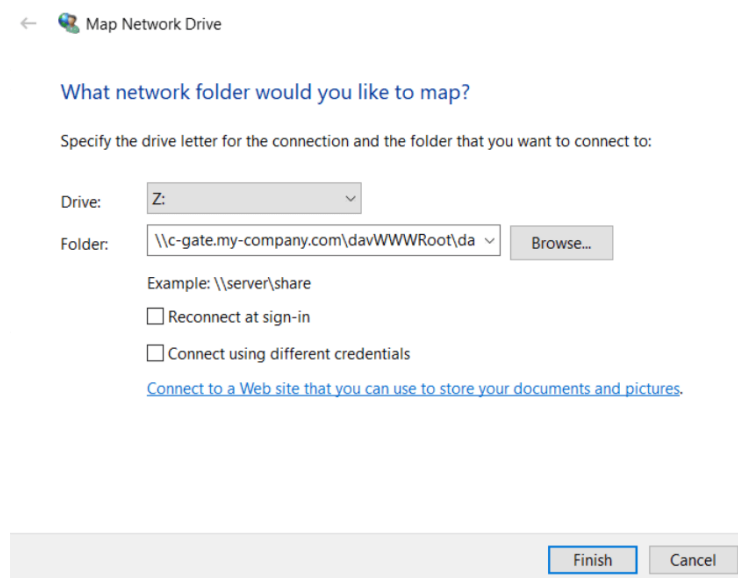 Map Network Drive
What network folder would you like to map?
Specify the drive letter for the connection and the folder that you want to connect to:
Drive: Z:
Folder: \\c-gate.my-company.com\davWWWRoot\da Browse...
Example: \\server\share
Reconnect at sign-in
Connect using different credentials
Connect to a Web site that you can use to store your documents and pictures.
Finish Cancel